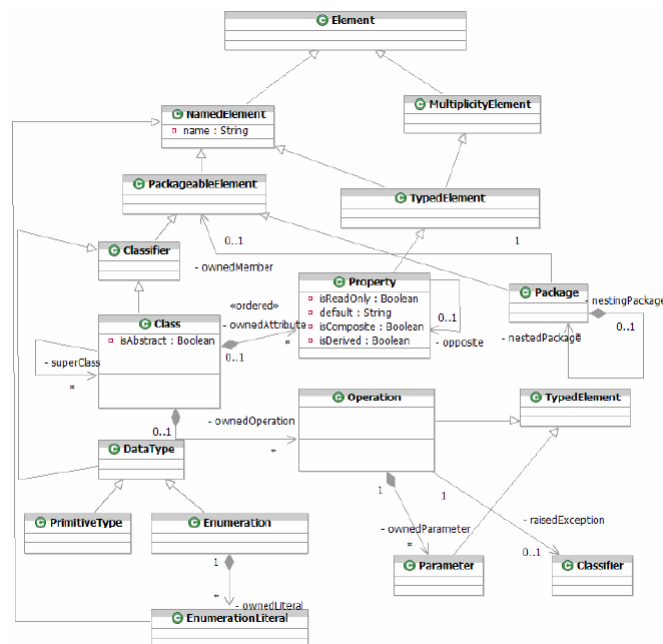 Element
NamedElement
name : String
MultiplicityElement
PackageableElement
TypedElement
0..1
1
- ownedMember
Classifier
Property
isReadOnly : Boolean
default : String
isComposite : Boolean
isDerived : Boolean
Package
- nestingPackage
0..1
- nestedPackage
*
«ordered»
- ownedAttribute
0..1
*
0..1
- opposite
Class
isAbstract : Boolean
- superClass
*
0..1
- ownedOperation
*
Operation
TypedElement
DataType
1
1
- raisedException
0..1
- ownedParameter
*
PrimitiveType
Enumeration
Parameter
Classifier
1
*
- ownedLiteral
EnumerationLiteral